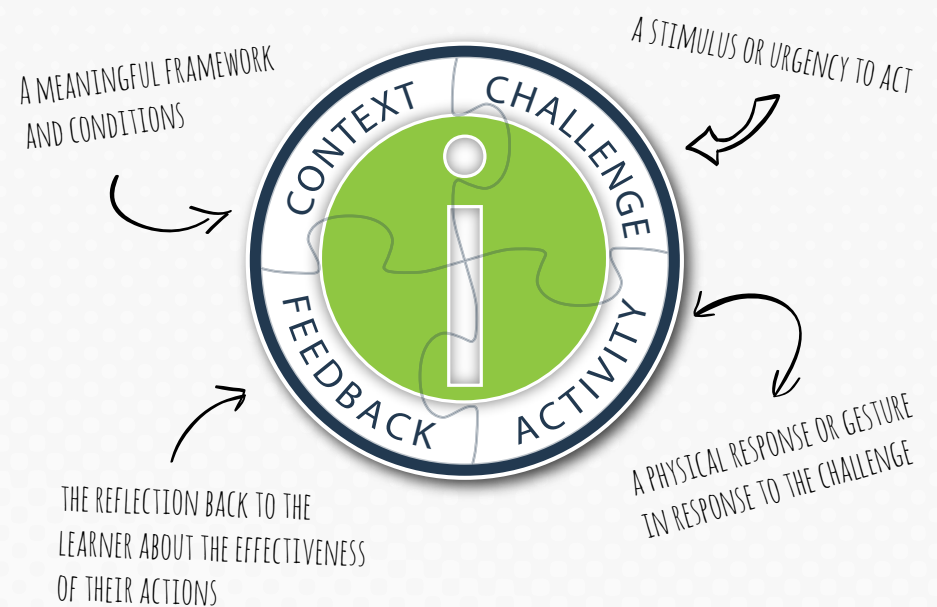 A MEANINGFUL FRAMEWORK
AND CONDITIONS
A STIMULUS OR URGENCY TO ACT
CONTEXT
CHALLENGE
i
FEEDBACK
ACTIVITY
THE REFLECTION BACK TO THE
LEARNER ABOUT THE EFFECTIVENESS
OF THEIR ACTIONS
A PHYSICAL RESPONSE OR GESTURE
IN RESPONSE TO THE CHALLENGE